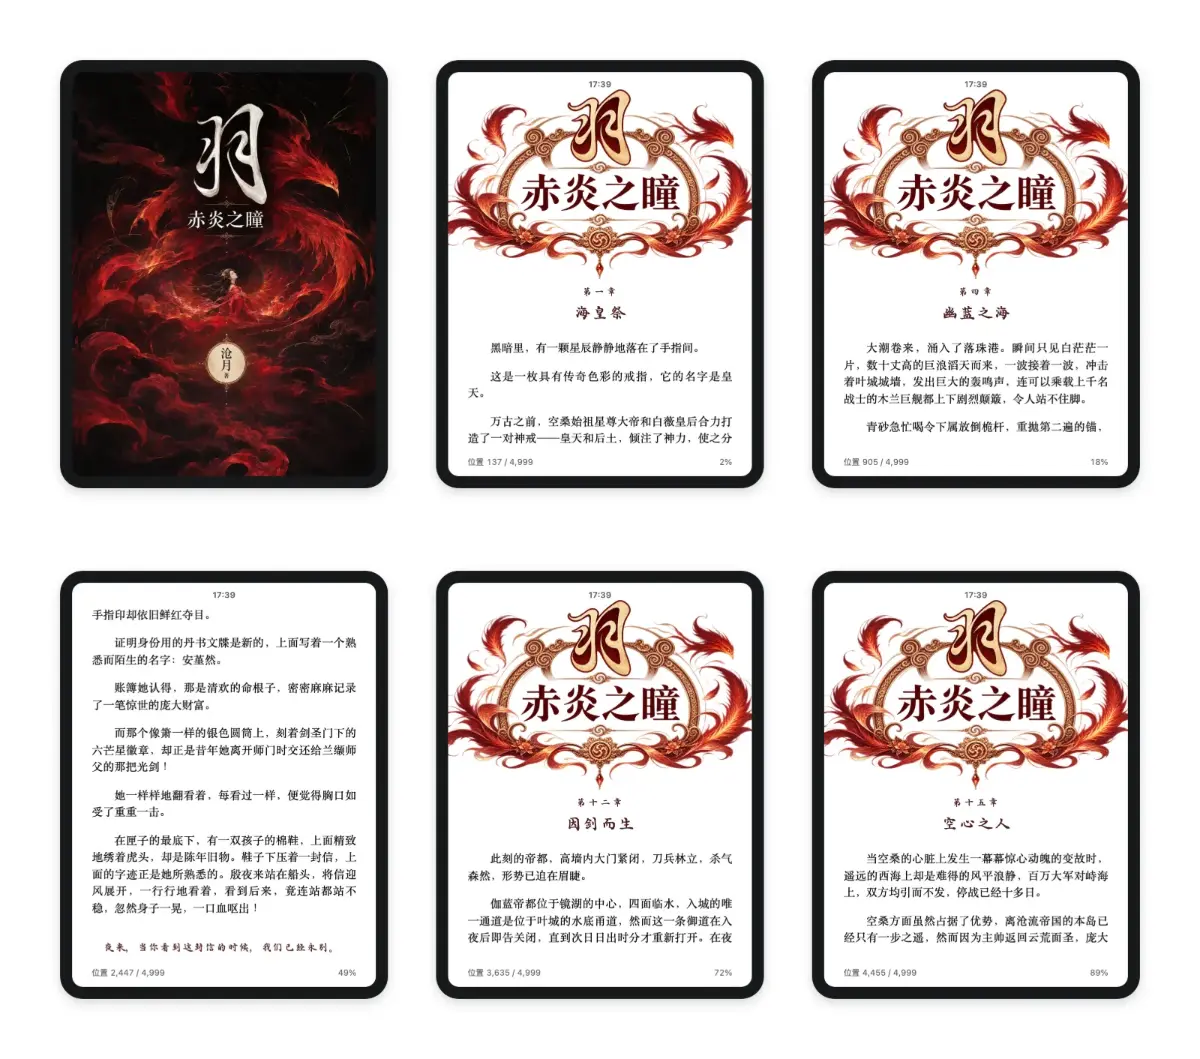 羽
赤炎之瞳
沧月
著
17:39
羽
赤炎之瞳
第一章
海皇祭
黑暗里，有一颗星辰静静地落在了手指间。
这是一枚具有传奇色彩的戒指，它的名字是皇
天。
万古之前，空桑始祖星尊大帝和白薇皇后合力打
造了一对神戒——皇天和后土，倾注了神力，使之分
位置 137 / 4,999
2%
17:39
羽
赤炎之瞳
第四章
幽蓝之海
大潮卷来，涌入了落珠港。瞬间只见白茫茫一
片，数十丈高的巨浪滔天而来，一波接着一波，冲击
着叶城城墙，发出巨大的轰鸣声，连可以乘载上千名
战士的木兰巨舰都上下剧烈颠簸，令人站不住脚。
青砂急忙喝令下属放倒桅杆，重抛第二遍的锚，
位置 905 / 4,999
18%
17:39
手指印却依旧鲜红夺目。
证明身份用的丹书文牒是新的，上面写着一个熟
悉而陌生的名字：安堇然。
账簿她认得，那是清欢的命根子，密密麻麻记录
了一笔惊世的庞大财富。
而那个像箫一样的银色圆筒上，刻着剑圣门下的
六芒星徽章，却正是昔年她离开师门时交还给兰缬师
父的那把光剑！
她一样样地翻看着，每看过一样，便觉得胸口如
受了重重一击。
在匣子的最底下，有一双孩子的棉鞋，上面精致
地绣着虎头，却是陈年旧物。鞋子下压着一封信，上
面的字迹正是她所熟悉的。殷夜来站在船头，将信迎
风展开，一行行地看着，看到后来，竟连站都站不
稳，忽然身子一晃，一口血呕出！
夜来，当你看到这封信的时候，我们已经永别。
位置 2,447 / 4,999
49%
17:39
羽
赤炎之瞳
第十二章
因剑而生
此刻的帝都，高墙内大门紧闭，刀兵林立，杀气
森然，形势已迫在眉睫。
伽蓝帝都位于镜湖的中心，四面临水，入城的唯
一通道是位于叶城的水底甬道，然而这一条御道在入
夜后即告关闭，直到次日日出时分才重新打开。在夜
位置 3,635 / 4,999
72%
17:39
羽
赤炎之瞳
第十五章
空心之人
当空桑的心脏上发生一幕幕惊心动魄的变故时，
遥远的西海上却是难得的风平浪静，百万大军对峙海
上，双方均引而不发，停战已经十多日。
空桑方面虽然占据了优势，离沧流帝国的本岛已
经只有一步之遥，然而因为主帅返回云荒而面圣，庞大
位置 4,455 / 4,999
89%